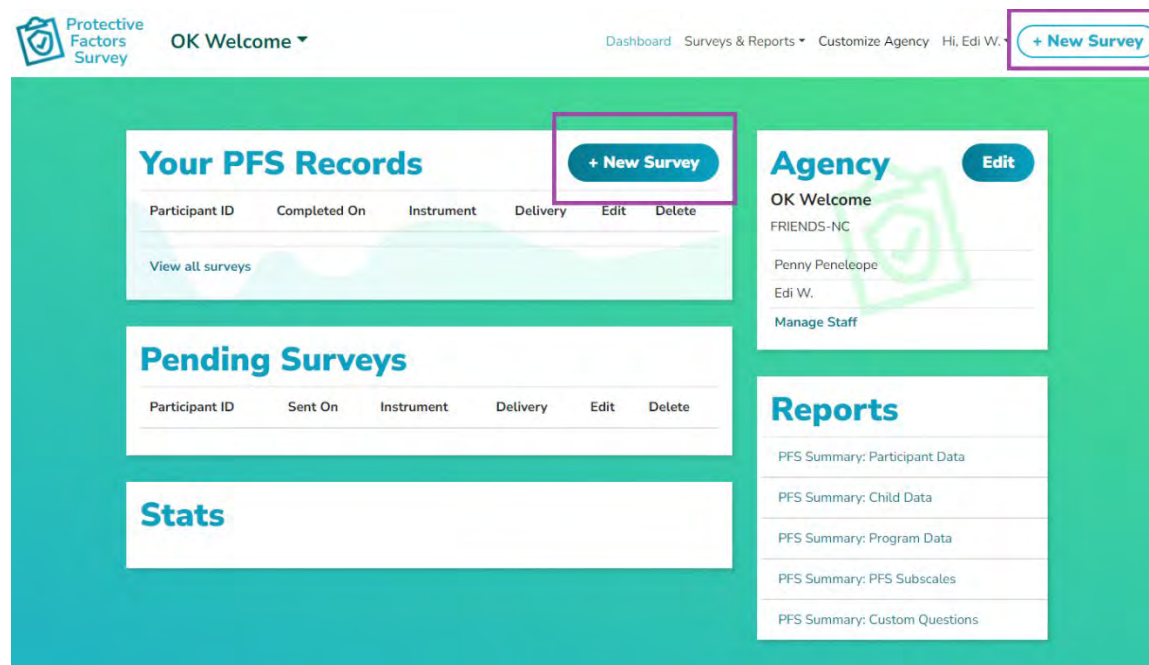 Protective
Factors
Survey
OK Welcome
Dashboard Surveys & Reports Customize Agency Hi, Edi W. + New Survey
Your PFS Records + New Survey
Participant ID Completed On Instrument Delivery Edit Delete
View all surveys
Pending Surveys
Participant ID Sent On Instrument Delivery Edit Delete
Stats
Agency Edit
OK Welcome
FRIENDS-NC
Penny Peneleope
Edi W.
Manage Staff
Reports
PFS Summary: Participant Data
PFS Summary: Child Data
PFS Summary: Program Data
PFS Summary: PFS Subscales
PFS Summary: Custom Questions